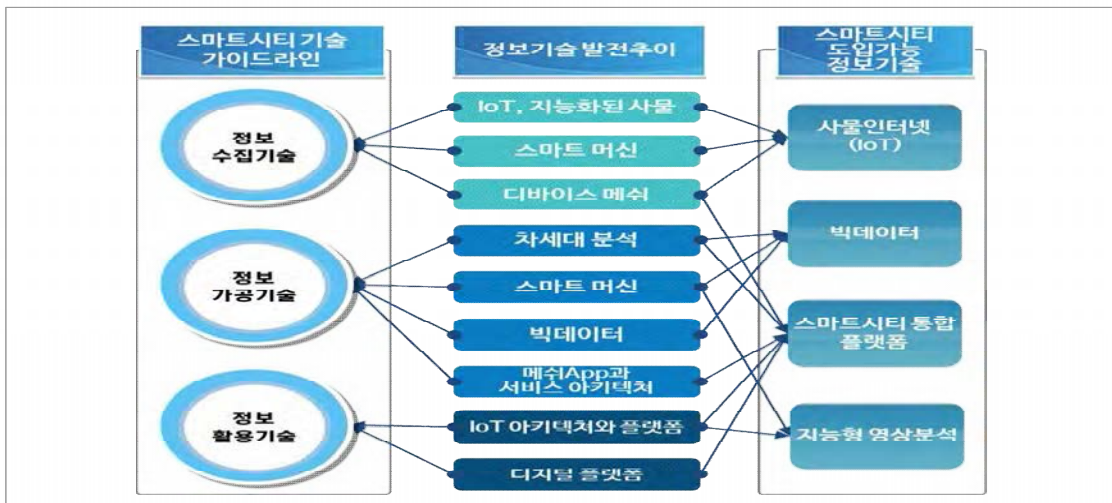 스마트시티 기술
가이드라인
정보기술 발전추이
스마트시티
도입가능
정보기술
정보
수집기술
정보
가공기술
정보
활용기술
IoT, 지능화된 사물
스마트 머신
디바이스 메쉬
차세대 분석
스마트 머신
빅데이터
메쉬App과
서비스 아키텍처
IoT 아키텍처와 플랫폼
디지털 플랫폼
사물인터넷
(IoT)
빅데이터
스마트시티 통합
플랫폼
지능형 영상분석